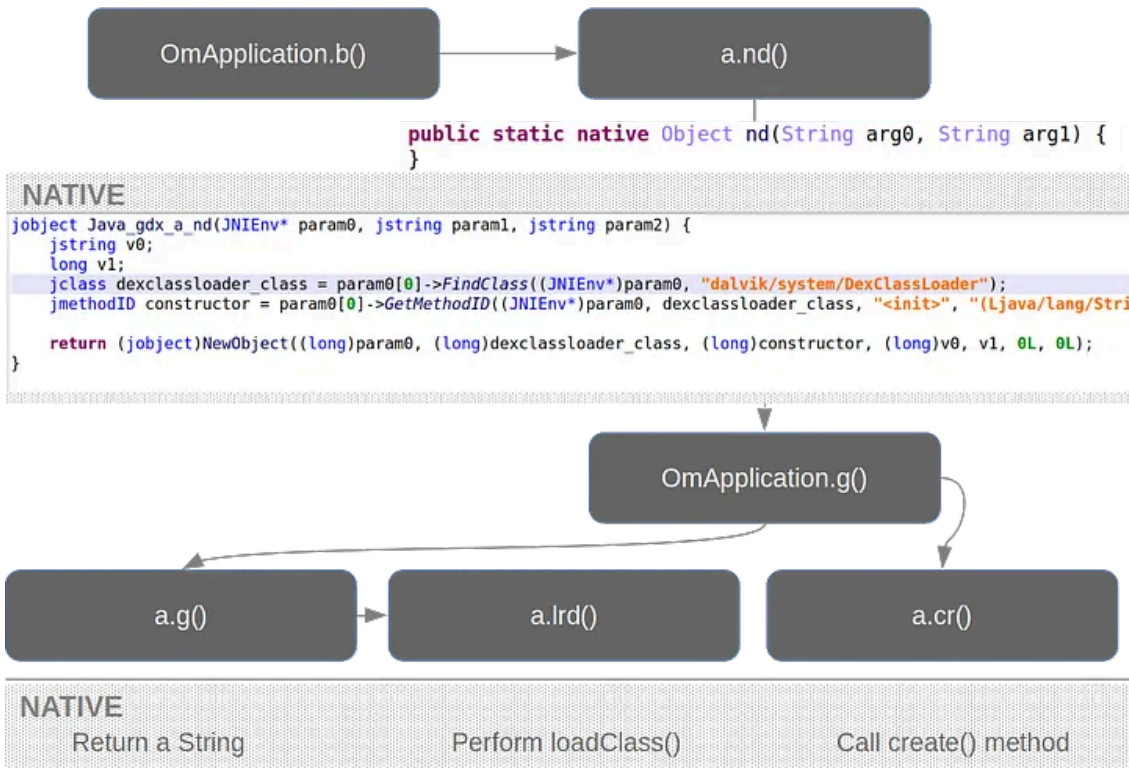 OmApplication.b()
a.nd()
public static native Object nd(String arg0, String arg1) {
}
NATIVE
jobject Java_gdx_a_nd(JNIEnv* param0, jstring param1, jstring param2) {
    jstring v0;
    long v1;
    jclass dexclassloader_class = param0[0]->FindClass((JNIEnv*)param0, "dalvik/system/DexClassLoader");
    jmethodID constructor = param0[0]->GetMethodID((JNIEnv*)param0, dexclassloader_class, "<init>", "(Ljava/lang/Stri
    return (jobject)NewObject((long)param0, (long)dexclassloader_class, (long)constructor, (long)v0, v1, 0L, 0L);
}
OmApplication.g()
a.g()
a.lrd()
a.cr()
NATIVE
Return a String
Perform loadClass()
Call create() method